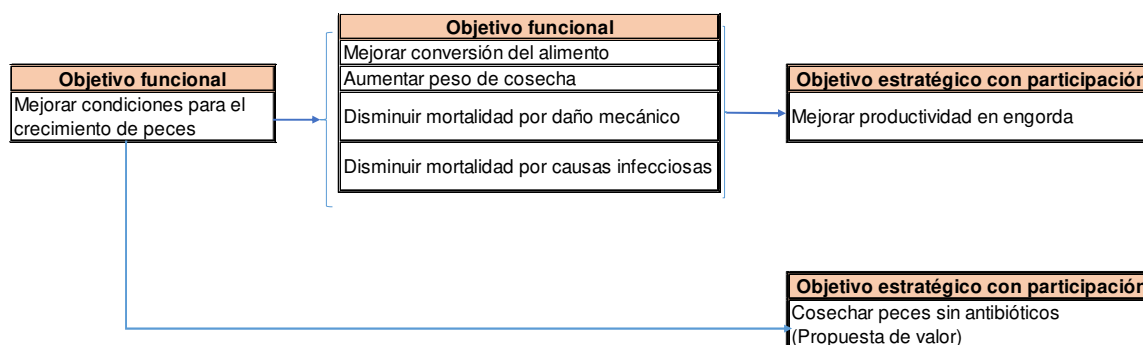 Objetivo funcional
Mejorar condiciones para el
crecimiento de peces
Objetivo funcional
Mejorar conversión del alimento
Aumentar peso de cosecha
Disminuir mortalidad por daño mecánico
Disminuir mortalidad por causas infecciosas
Objetivo estratégico con participación
Mejorar productividad en engorda
Objetivo estratégico con participación
Cosechar peces sin antibióticos
(Propuesta de valor)